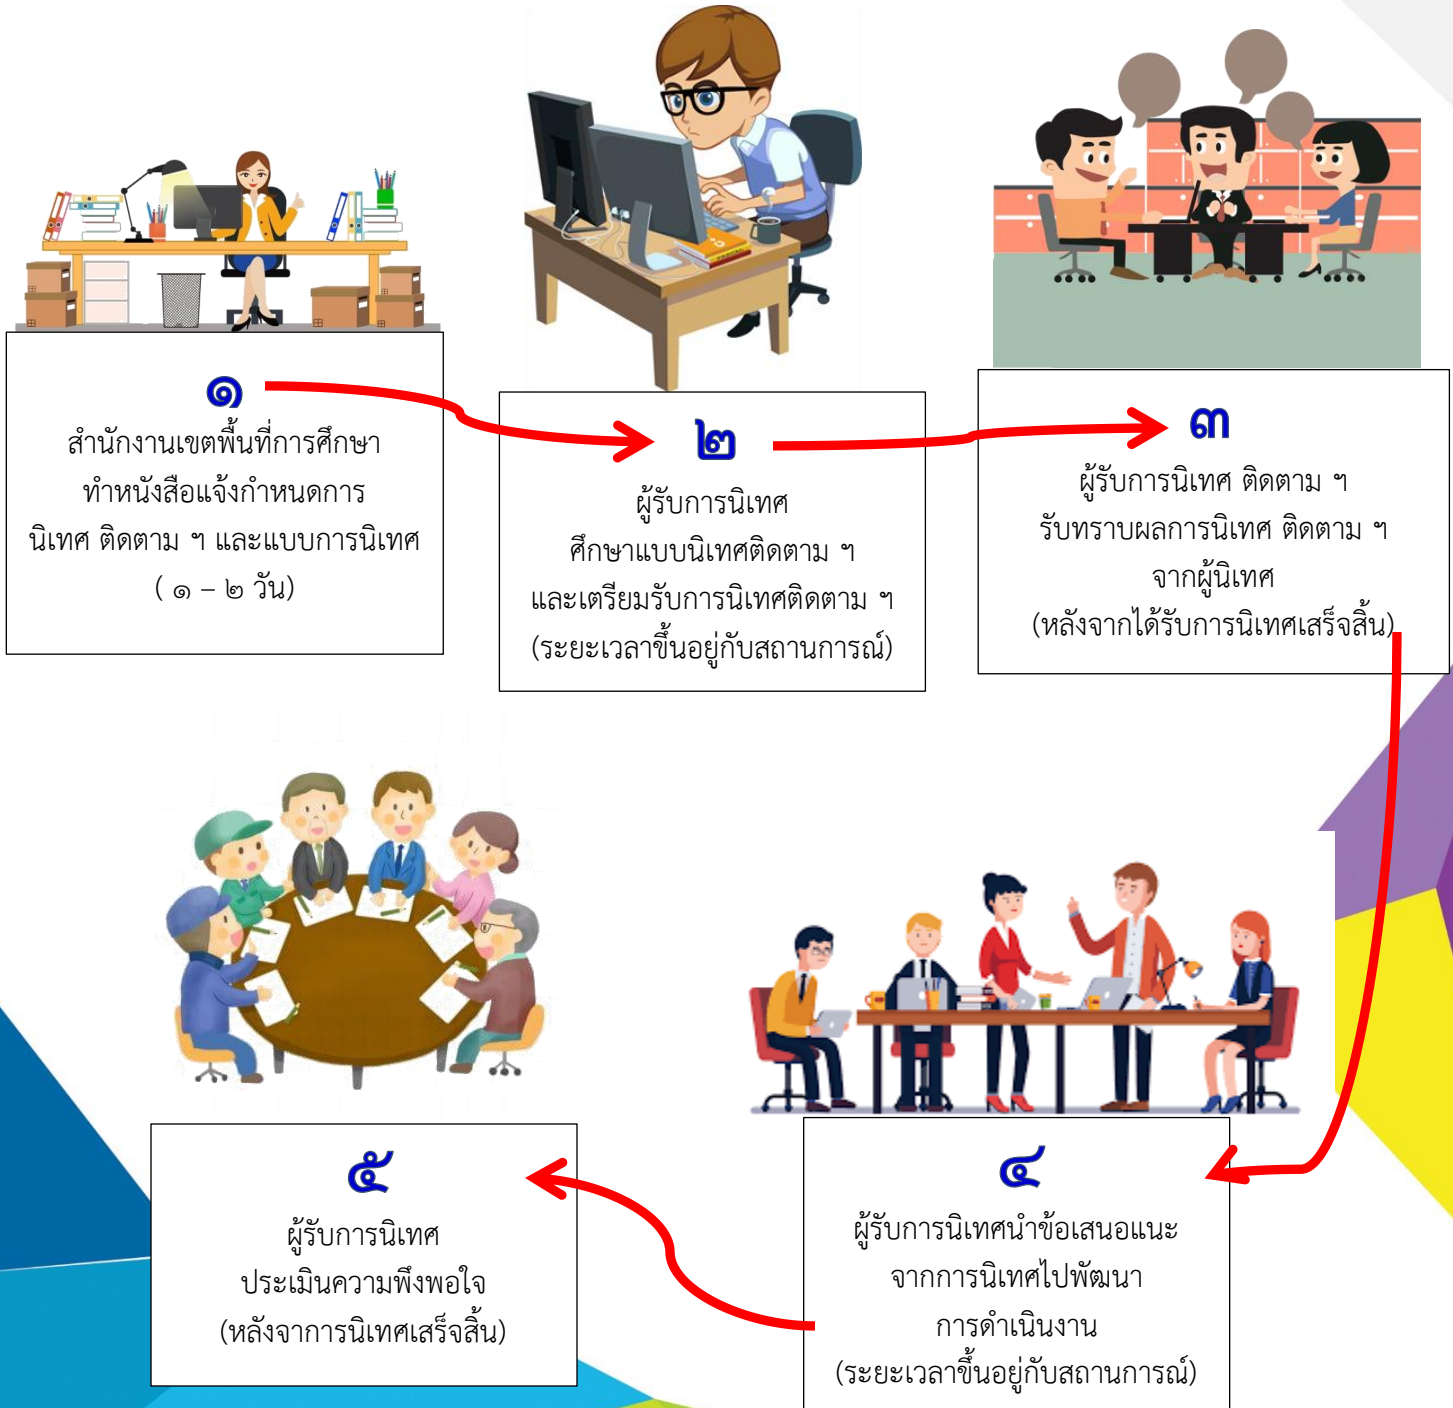 ๑
สำนักงานเขตพื้นที่การศึกษา
ทำหนังสือแจ้งกำหนดการ
นิเทศ ติดตาม ฯ และแบบการนิเทศ
( ๑ – ๒ วัน)
๒
ผู้รับการนิเทศ
ศึกษาแบบนิเทศติดตาม ฯ
และเตรียมรับการนิเทศติดตาม ฯ
(ระยะเวลาขึ้นอยู่กับสถานการณ์)
๓
ผู้รับการนิเทศ ติดตาม ฯ
รับทราบผลการนิเทศ ติดตาม ฯ
จากผู้นิเทศ
(หลังจากได้รับการนิเทศเสร็จสิ้น)
๔
ผู้รับการนิเทศนำข้อเสนอแนะ
จากการนิเทศไปพัฒนา
การดำเนินงาน
(ระยะเวลาขึ้นอยู่กับสถานการณ์)
๕
ผู้รับการนิเทศ
ประเมินความพึงพอใจ
(หลังจาการนิเทศเสร็จสิ้น)